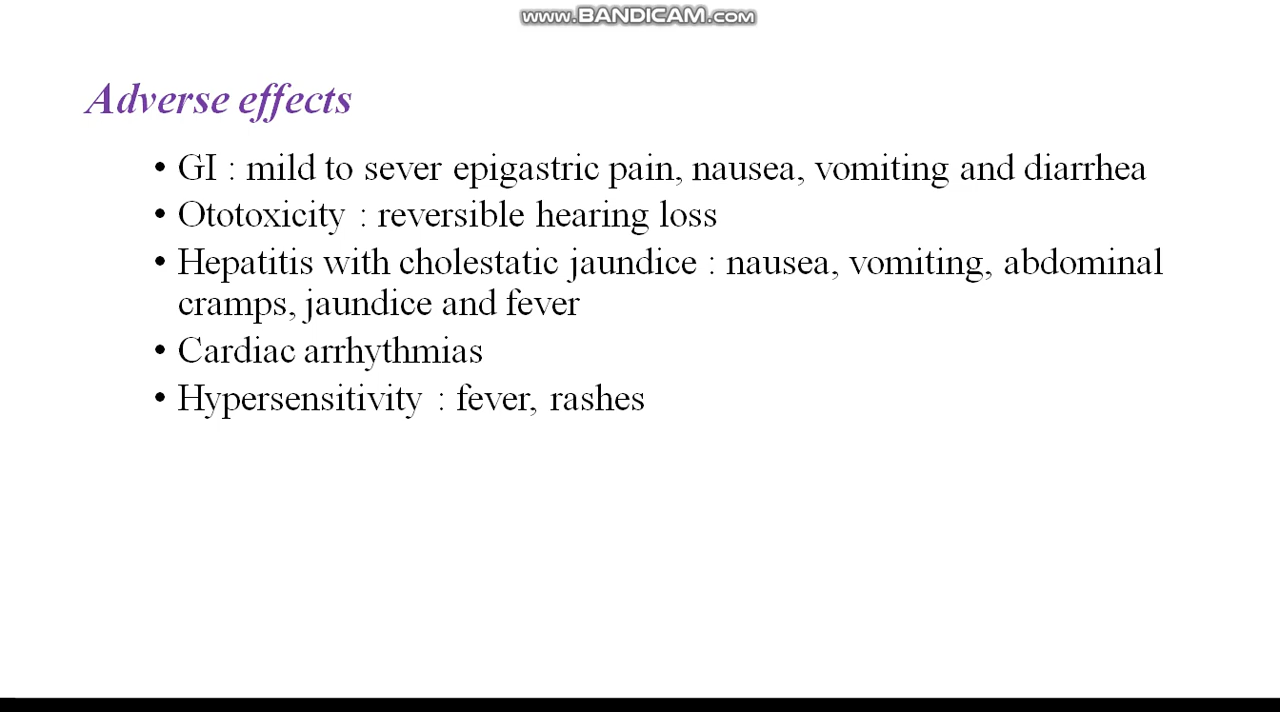 www.BANDICAM.com
Adverse effects
• GI : mild to sever epigastric pain, nausea, vomiting and diarrhea
• Ototoxicity : reversible hearing loss
• Hepatitis with cholestatic jaundice : nausea, vomiting, abdominal
cramps, jaundice and fever
• Cardiac arrhythmias
• Hypersensitivity : fever, rashes